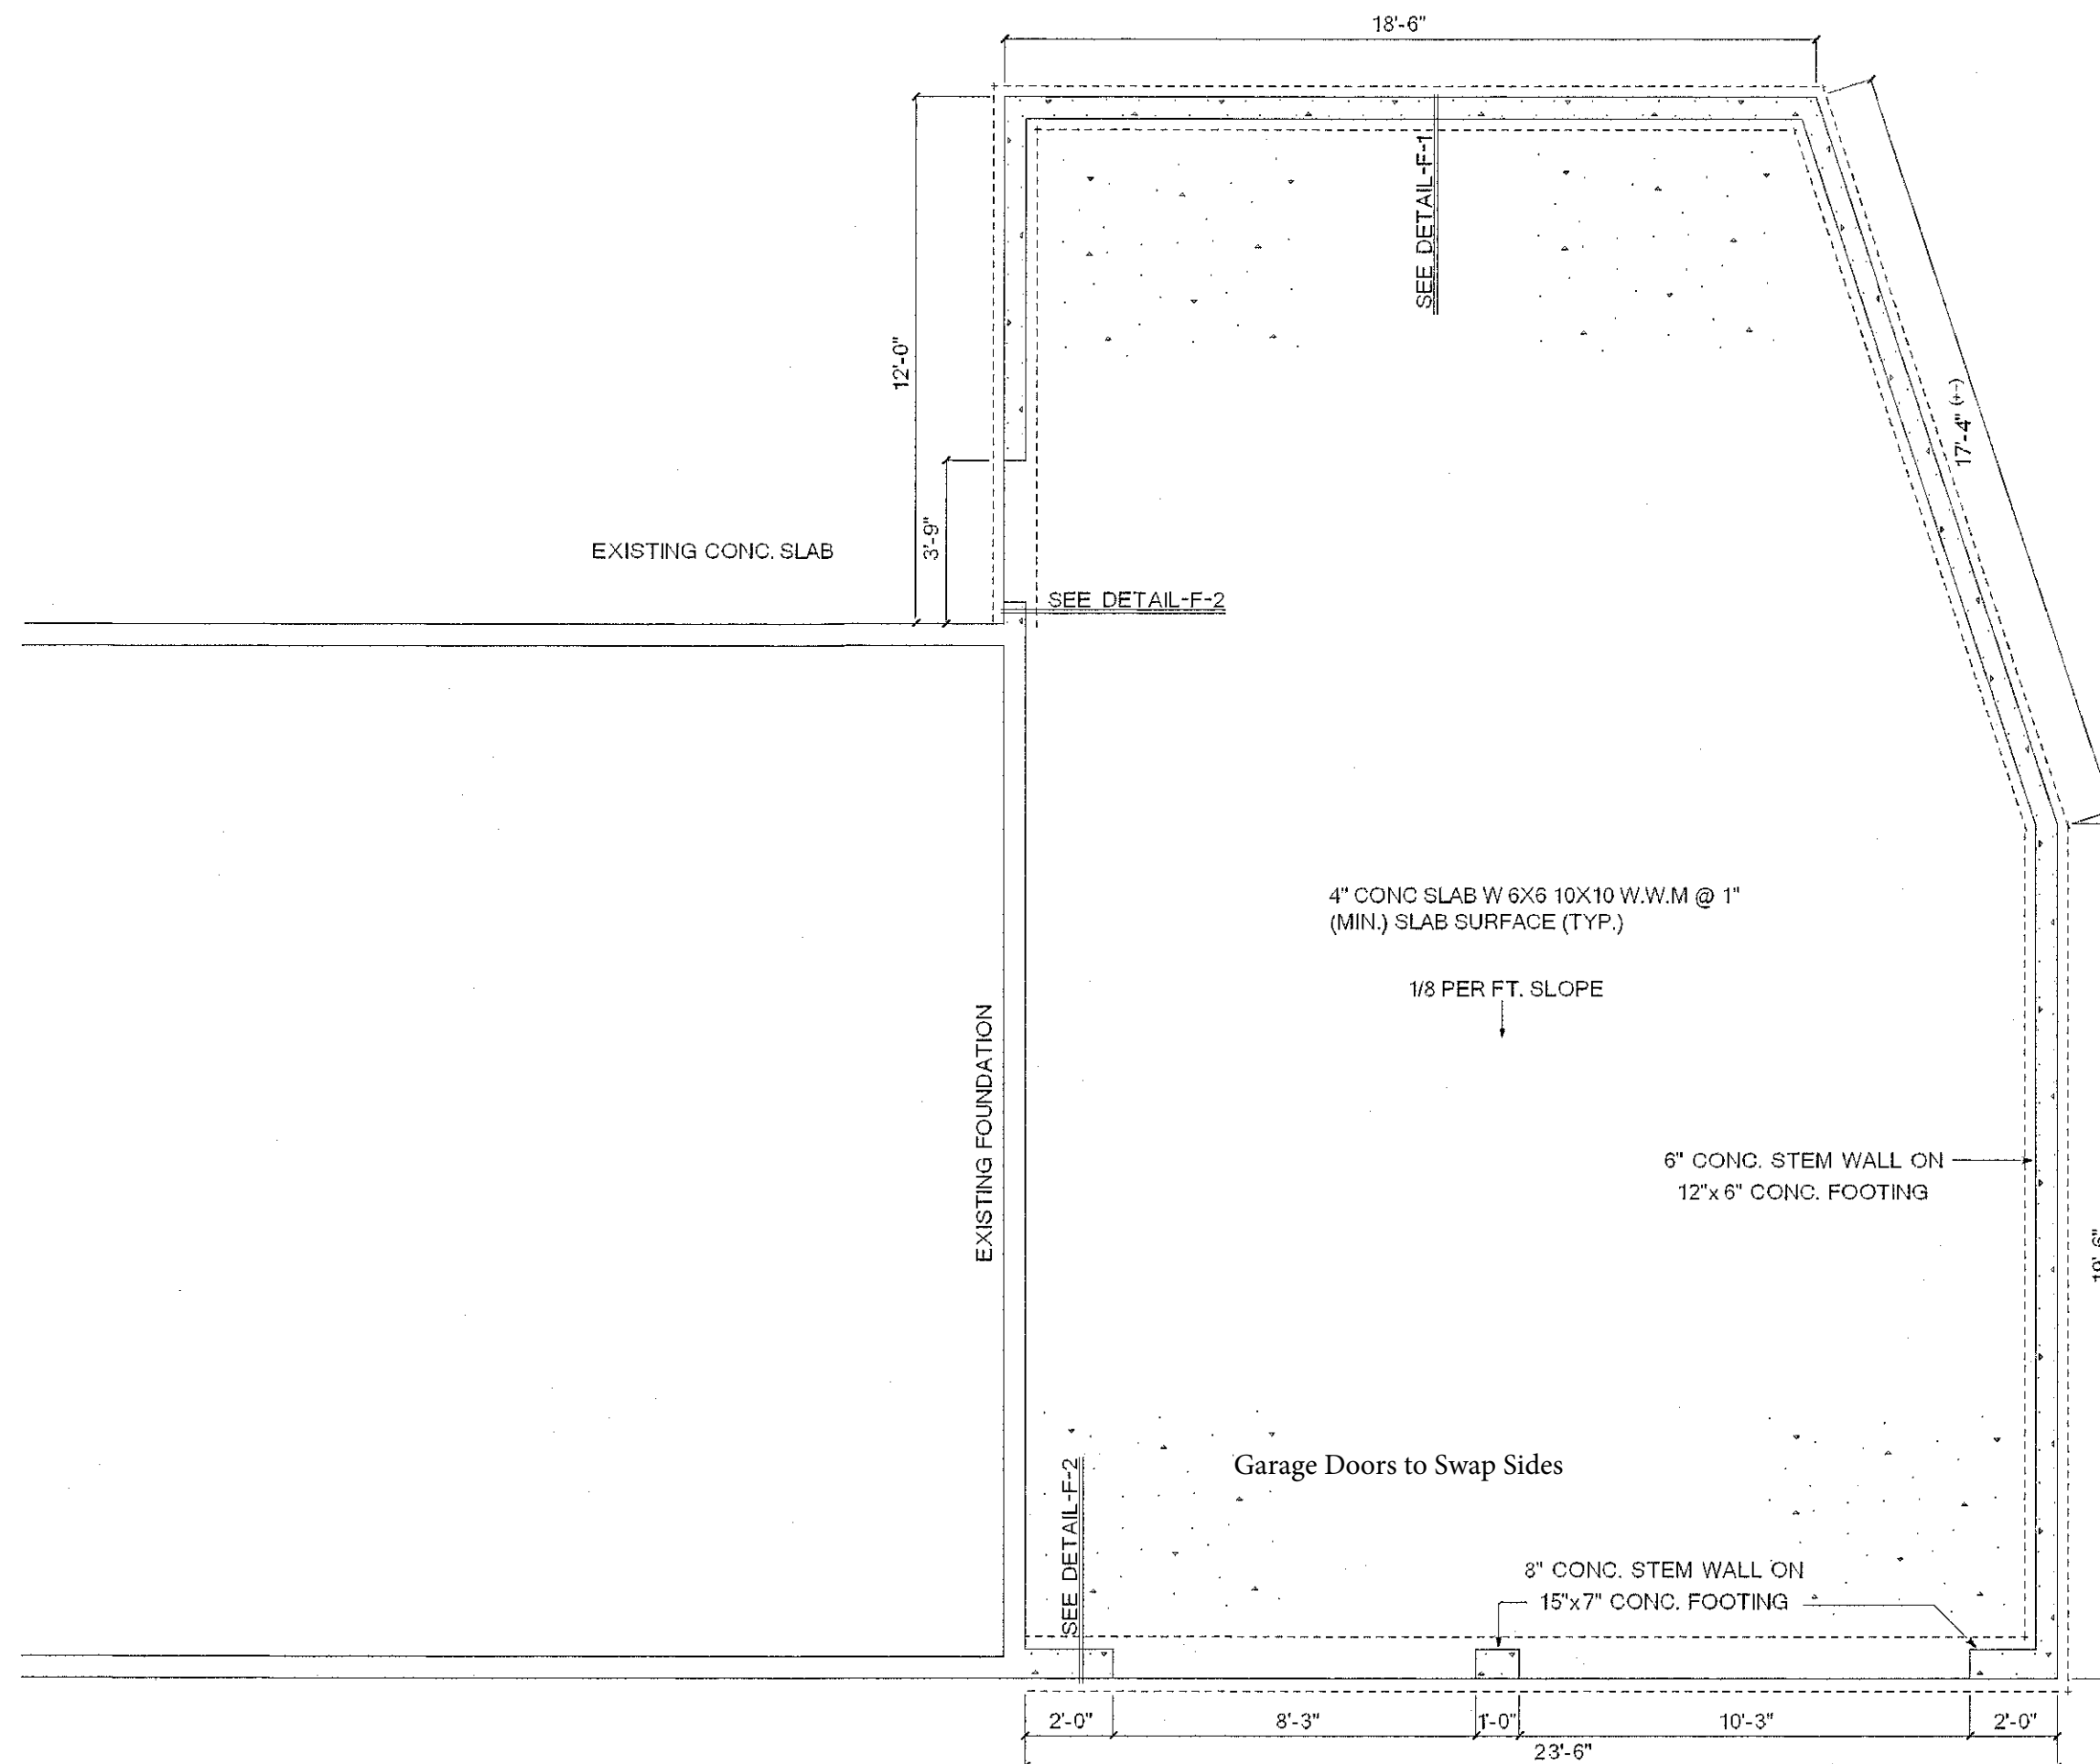 18'-6"
SEE DETAIL-F-1
12'-0"
17'-4" (+-)
3'-9"
EXISTING CONC. SLAB
SEE DETAIL-F-2
4" CONC SLAB W 6X6 10X10 W.W.M @ 1"
(MIN.) SLAB SURFACE (TYP.)
1/8 PER FT. SLOPE
EXISTING FOUNDATION
6" CONC. STEM WALL ON
12"x 6" CONC. FOOTING
Garage Doors to Swap Sides
SEE DETAIL-F-2
8" CONC. STEM WALL ON
15"x7" CONC. FOOTING
2'-0"
8'-3"
1'-0"
10'-3"
2'-0"
23'-6"